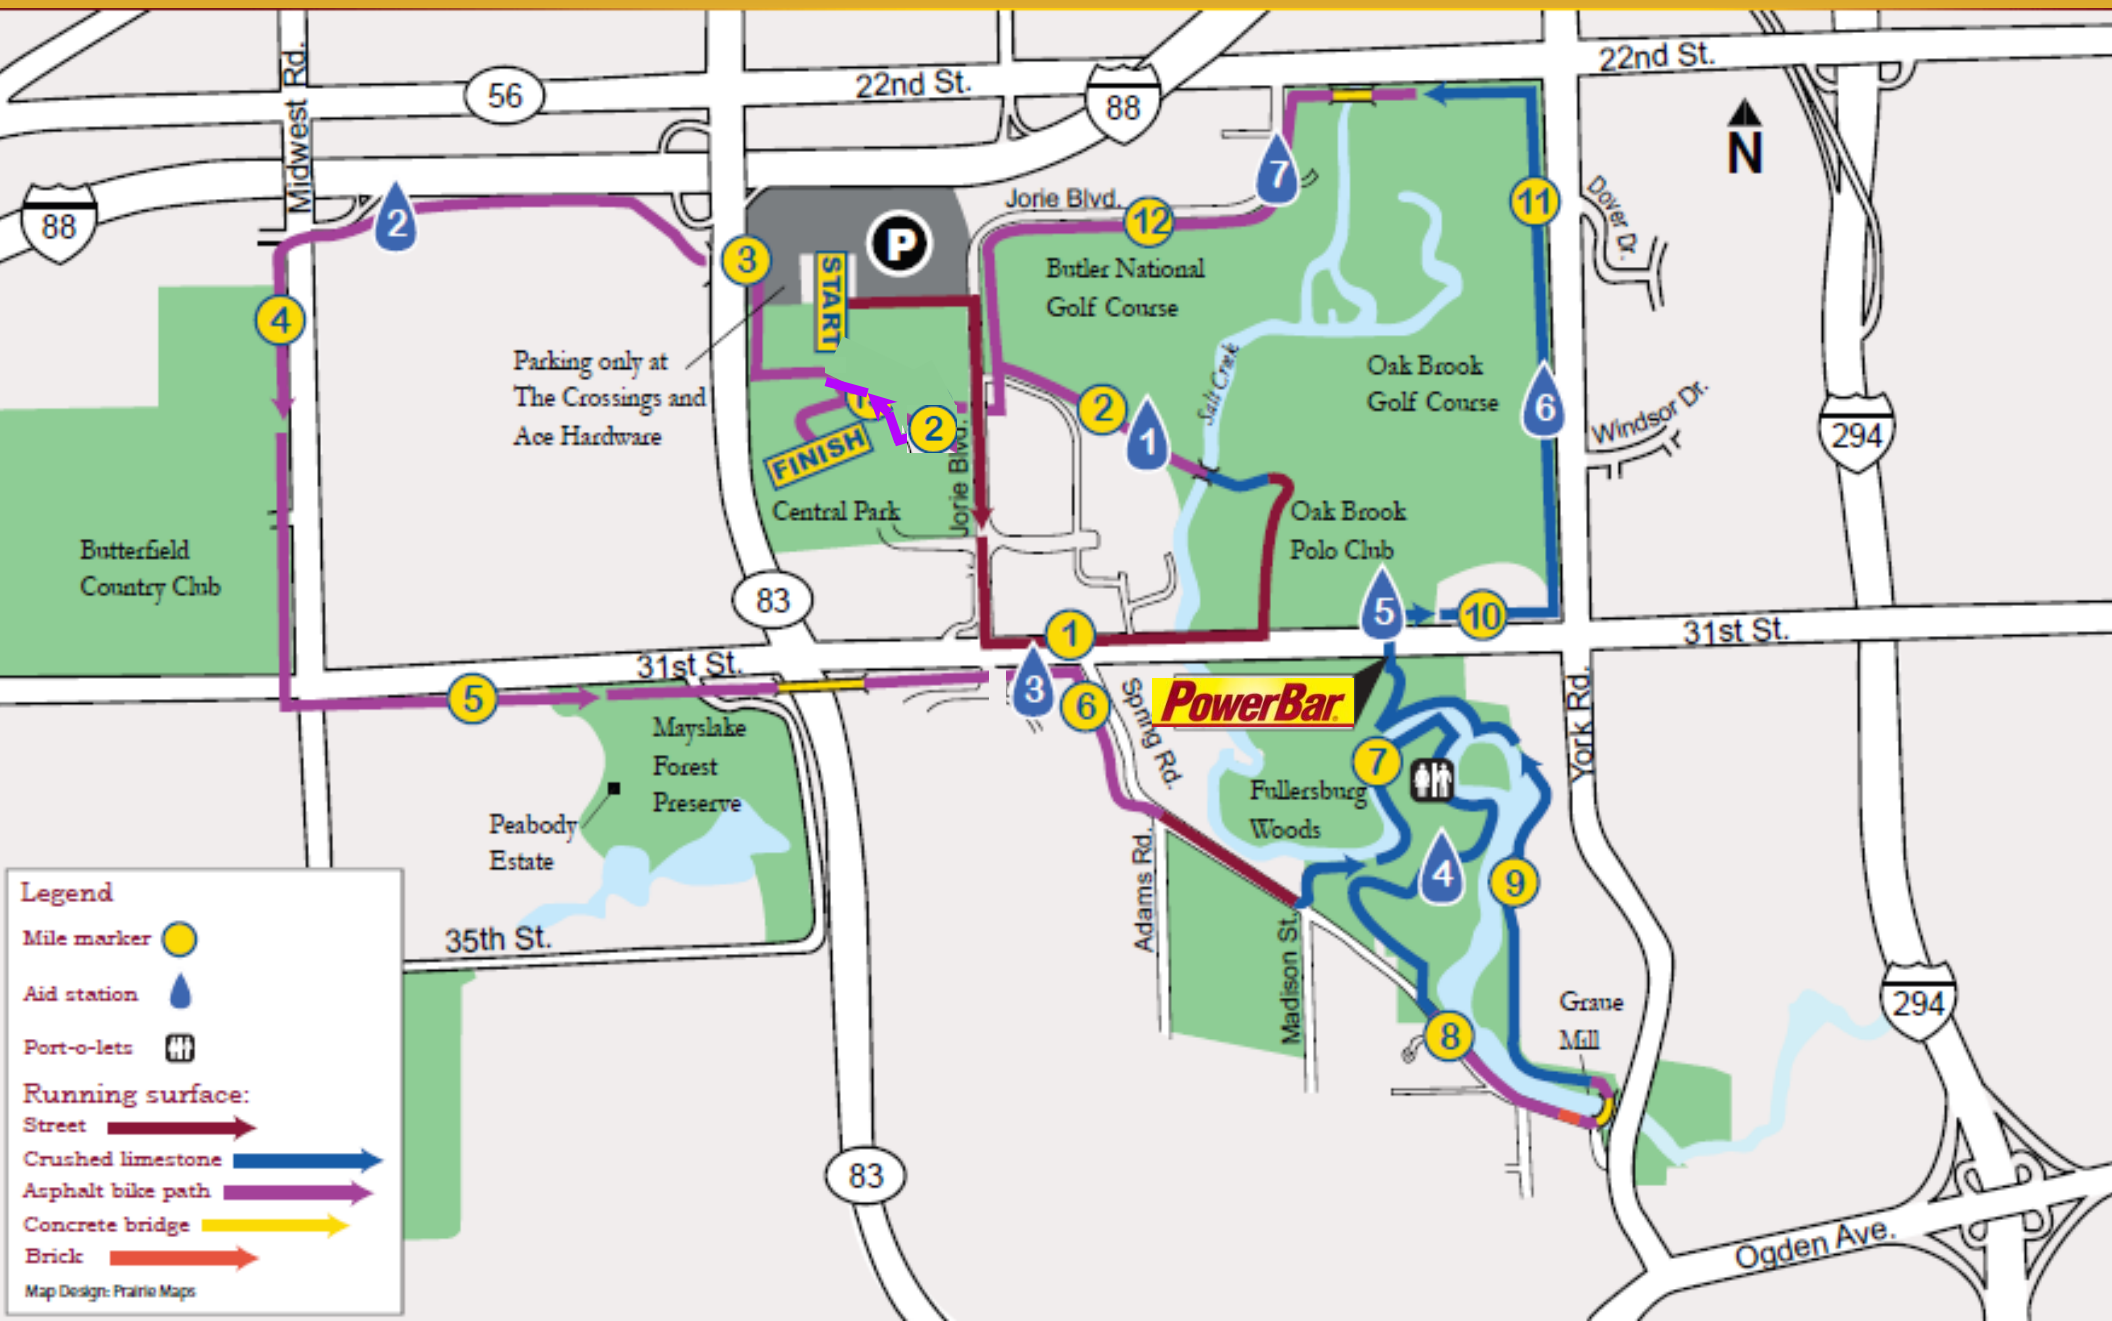 22nd St.
22nd St.
56
88
Midwest Rd.
N
88
2
Jorie Blvd.
7
12
11
Dover Dr.
3
P
START
Butler National
Golf Course
4
Parking only at
The Crossings and
Ace Hardware
Salt Creek
Oak Brook
Golf Course
6
Windsor Dr.
294
2
1
2
FINISH
Jorie Blvd.
Central Park
Oak Brook
Polo Club
Butterfield
Country Club
83
5
10
1
31st St.
31st St.
3
6
5
Spring Rd.
PowerBar
York Rd.
Mayslake
Forest
Preserve
7
Fullersburg
Woods
Peabody
Estate
Adams Rd.
4
9
35th St.
Madison St.
Graue
Mill
294
8
83
Ogden Ave.
Legend
Mile marker
Aid station
Port-o-lets
Running surface:
Street
Crushed limestone
Asphalt bike path
Concrete bridge
Brick
Map Design: Prairie Maps